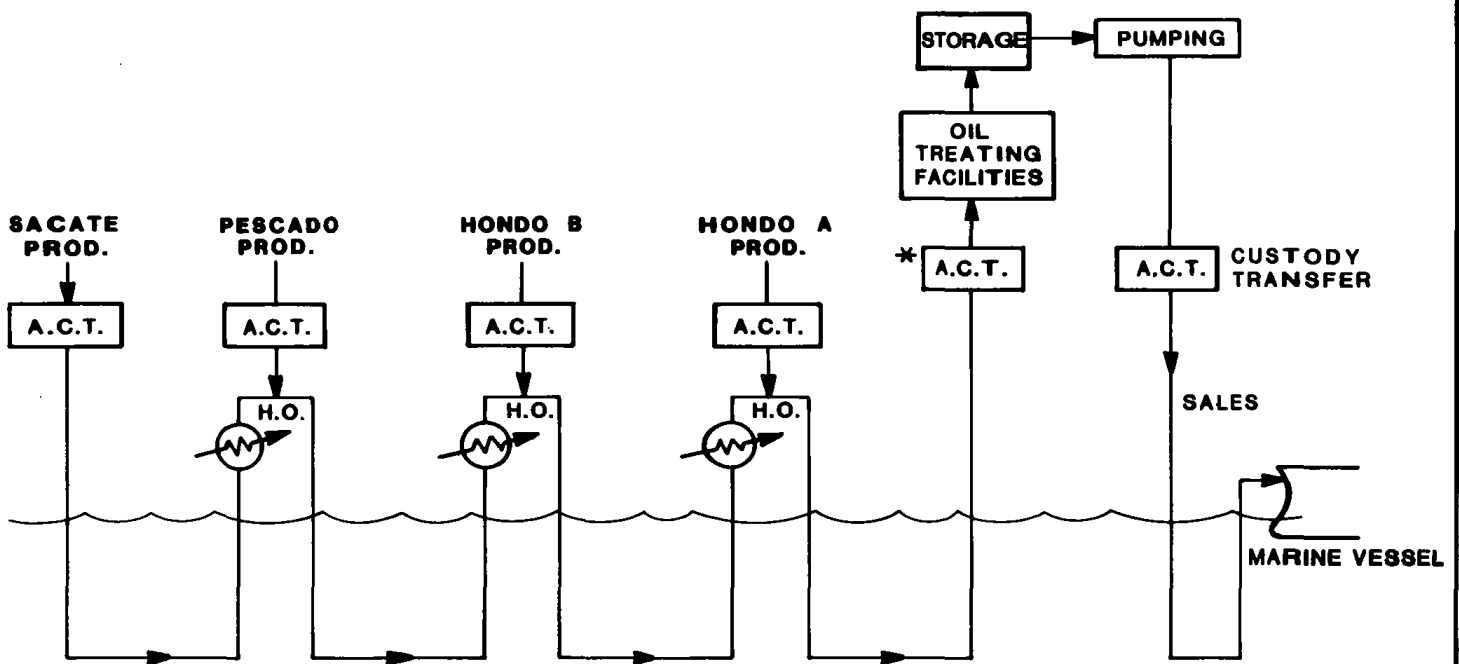 STORAGE
PUMPING
OIL
TREATING
FACILITIES
SACATE
PROD.
PESCADO
PROD.
HONDO B
PROD.
HONDO A
PROD.
* A.C.T.
A.C.T.
CUSTODY
TRANSFER
A.C.T.
A.C.T.
A.C.T.
A.C.T.
H.O.
H.O.
H.O.
SALES
MARINE VESSEL